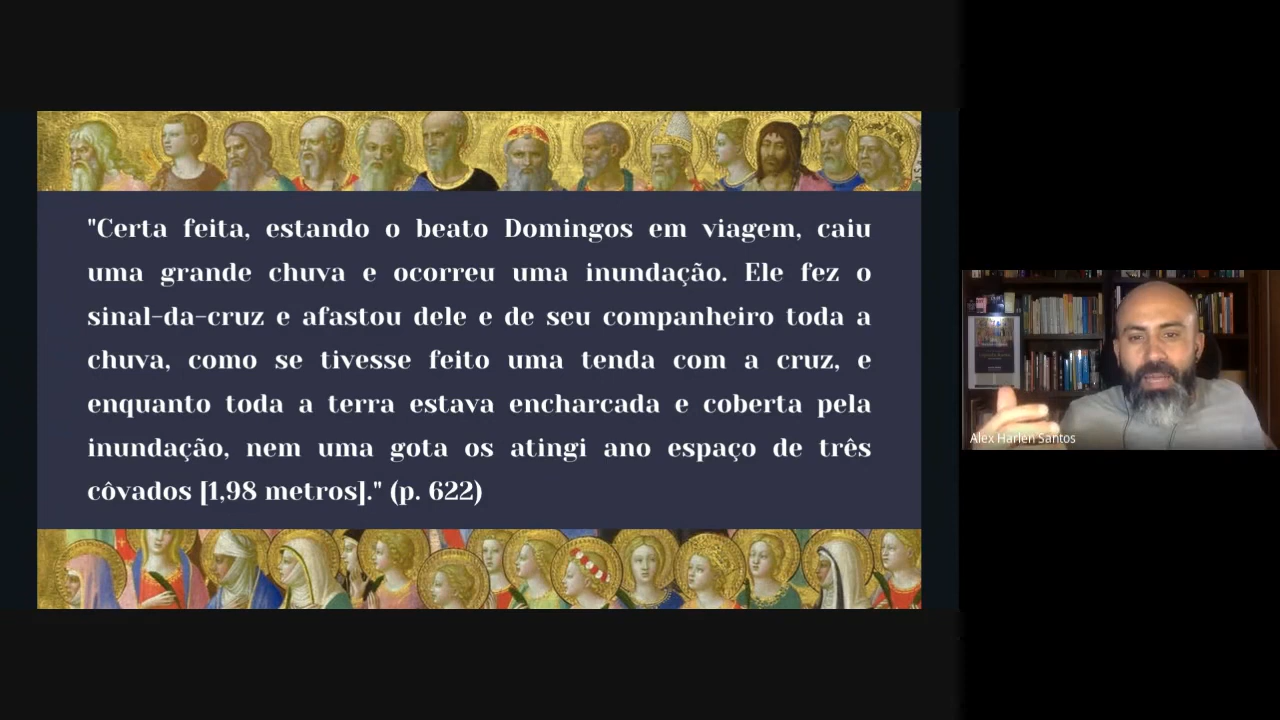 "Certa feita, estando o beato Domingos em viagem, caiu
uma grande chuva e ocorreu uma inundação. Ele fez o
sinal-da-cruz e afastou dele e de seu companheiro toda a
chuva, como se tivesse feito uma tenda com a cruz, e
enquanto toda a terra estava encharcada e coberta pela
inundação, nem uma gota os atingi ano espaço de três
côvados [1,98 metros]." (p. 622)
Alex Harlen Santos